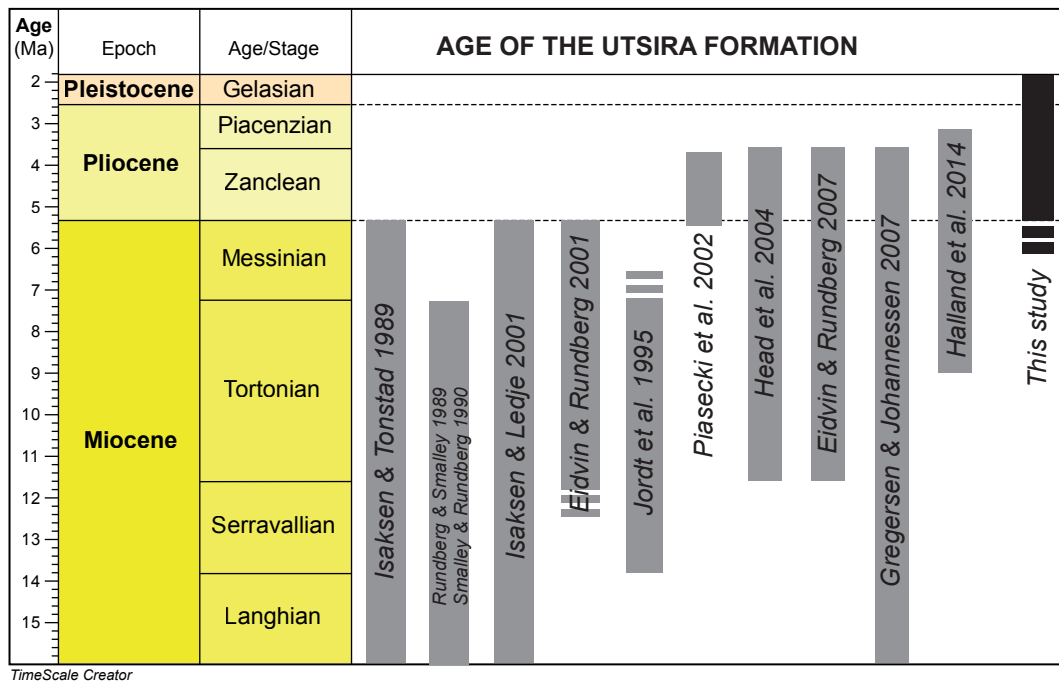 Age
(Ma)
Epoch
Age/Stage
AGE OF THE UTSIRA FORMATION
2
3
4
5
6
7
8
9
10
11
12
13
14
15
Pleistocene
Pliocene
Miocene
Gelasian
Piacenzian
Zanclean
Messinian
Tortonian
Serravallian
Langhian
Isaksen & Tonstad 1989
Rundberg & Smalley 1989
Smalley & Rundberg 1990
Isaksen & Ledje 2001
Eidvin & Rundberg 2001
Jordt et al. 1995
Piasecki et al. 2002
Head et al. 2004
Eidvin & Rundberg 2007
Gregersen & Johannessen 2007
Halland et al. 2014
This study
TimeScale Creator